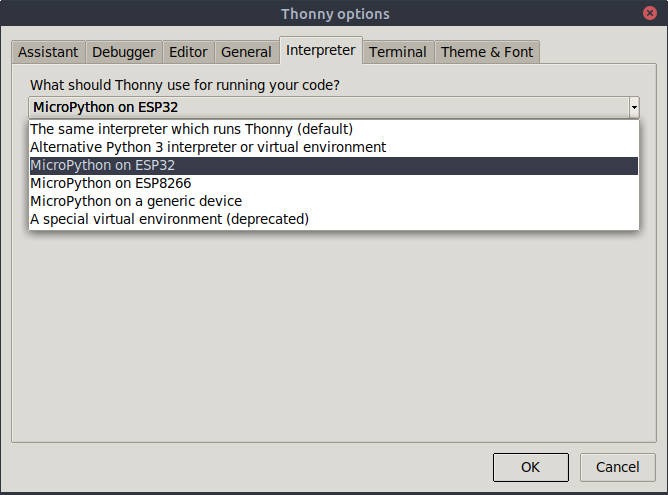 Thonny options
Assistant Debugger Editor General Interpreter Terminal Theme & Font
What should Thonny use for running your code?
MicroPython on ESP32
The same interpreter which runs Thonny (default)
Alternative Python 3 interpreter or virtual environment
MicroPython on ESP32
MicroPython on ESP8266
MicroPython on a generic device
A special virtual environment (deprecated)
OK Cancel